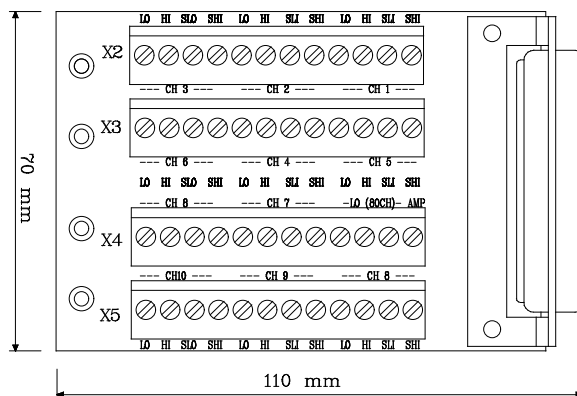 LO HI SLO SHI LO HI SLI SHI LO HI SLI SHI
X2
--- CH 3 --- --- CH 2 --- --- CH 1 ---
X3
--- CH 6 --- --- CH 4 --- --- CH 5 ---
LO HI SLO SHI LO HI SLI SHI LO HI SLI SHI
--- CH 8 --- --- CH 7 --- -LO (80CH)- AMP
X4
--- CH10 --- --- CH 9 --- --- CH 8 ---
X5
LO HI SLO SHI LO HI SLI SHI LO HI SLI SHI
70 mm
110 mm